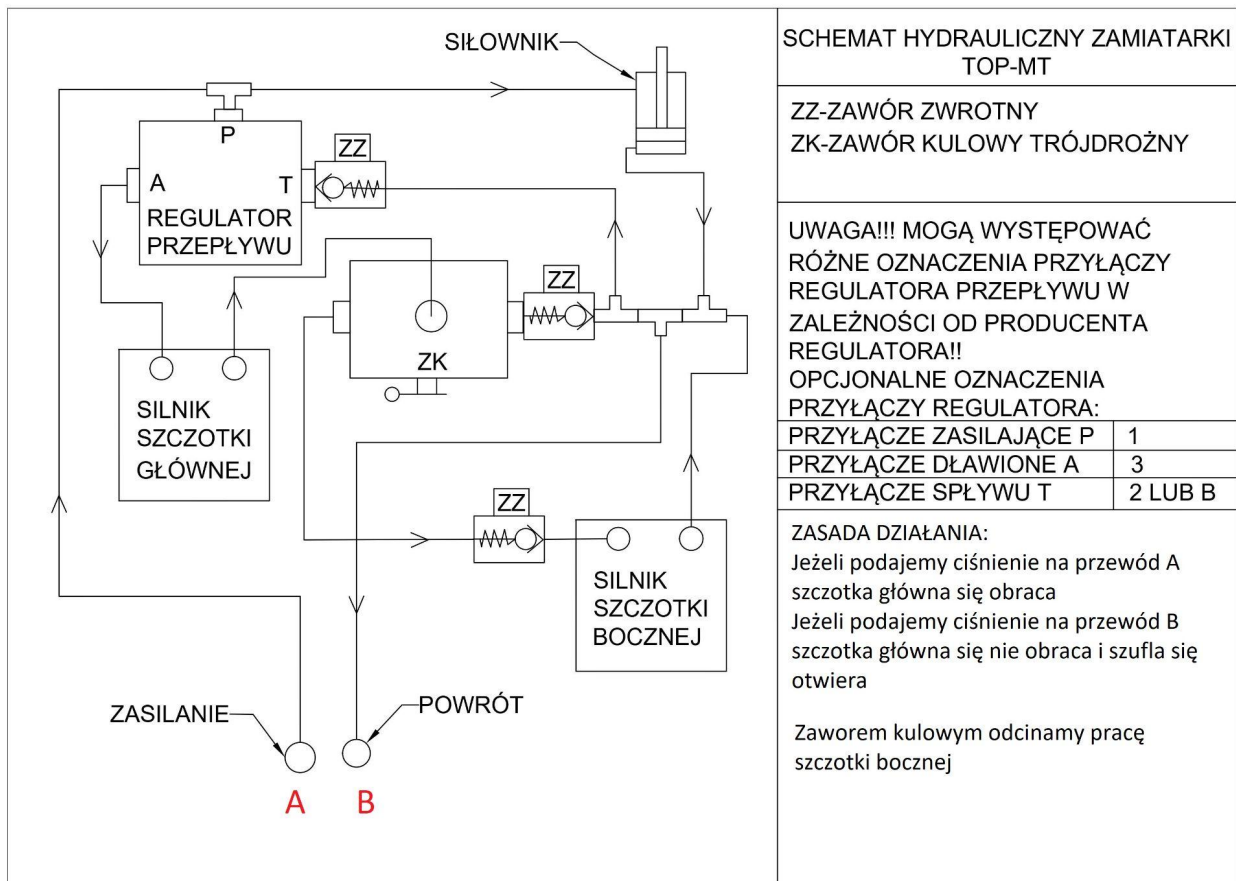 SIŁOWNIK
P
ZZ
A
T
REGULATOR
PRZEPŁYWU
ZZ
ZK
SILNIK
SZCZOTKI
GŁÓWNEJ
ZZ
SILNIK
SZCZOTKI
BOCZNEJ
ZASILANIE
POWRÓT
A
B
SCHEMAT HYDRAULICZNY ZAMIATARKI
TOP-MT
ZZ-ZAWÓR ZWROTNY
ZK-ZAWÓR KULOWY TRÓJDROŻNY
UWAGA!!! MOGĄ WYSTĘPOWAĆ
RÓŻNE OZNACZENIA PRZYŁĄCZY
REGULATORA PRZEPŁYWU W
ZALEŻNOŚCI OD PRODUCENTA
REGULATORA!!
OPCJONALNE OZNACZENIA
PRZYŁĄCZY REGULATORA:
PRZYŁĄCZE ZASILAJĄCE P 1
PRZYŁĄCZE DŁAWIONE A 3
PRZYŁĄCZE SPŁYWU T 2 LUB B
ZASADA DZIAŁANIA:
Jeżeli podajemy ciśnienie na przewód A
szczotka główna się obraca
Jeżeli podajemy ciśnienie na przewód B
szczotka główna się nie obraca i szufla się
otwiera
Zaworem kulowym odcinamy pracę
szczotki bocznej